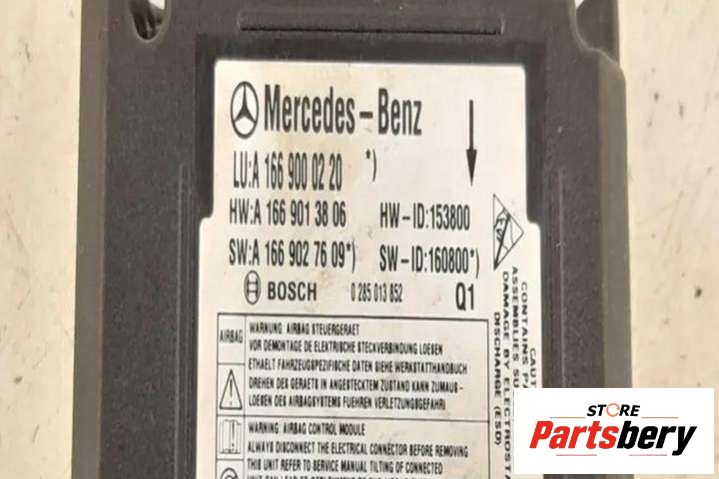 Mercedes-Benz
LU:A 166 900 02 20 *)
HW:A 166 901 38 06 HW-ID:153800
SW:A 166 902 76 09*) SW-ID:160800*)
BOSCH 0 285 013 852 Q1
AIRBAG
WARNUNG AIRBAG STEUERGERAET
VOR DEMONTAGE DE ELEKTRISCHE STECKVERBINDUNG LOESEN
ETHAELT FAHRZEUGSPEZIFISCHE DATEN SIEHE WERKSTATTHANDBUCH
DREHEN DES GERAETS IN ANGESTECKTEM ZUSTAND KANN ZUMAUS-
LOESEN DES AIRBAGSYSTEMS FUEHREN VERLETZUNGSGEFAHR!
WARNING. AIRBAG CONTROL MODULE
ALWAYS DISCONNECT THE ELECTRICAL CONNECTOR BEFORE REMOVING
THIS UNIT REFER TO SERVICE MANUAL TILTING OF CONNECTED
CONTAINS
ASSEMBLIES
DAMAGE BY
DISCHARGE (ESD)
STORE
Partsbery